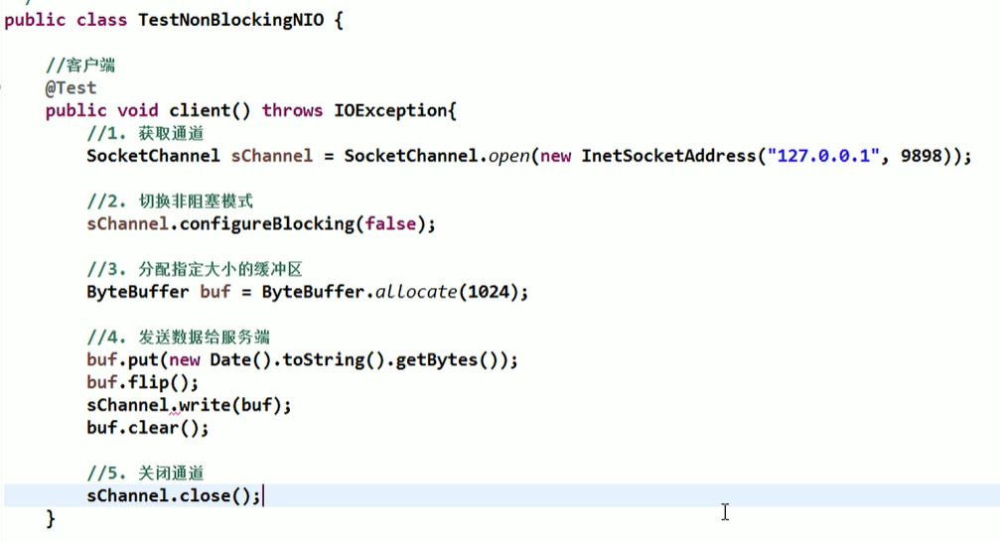 public class TestNonBlockingNIO {
//客户端
@Test
public void client() throws IOException{
//1. 获取通道
SocketChannel sChannel = SocketChannel.open(new InetSocketAddress("127.0.0.1", 9898));
//2. 切换非阻塞模式
sChannel.configureBlocking(false);
//3. 分配指定大小的缓冲区
ByteBuffer buf = ByteBuffer.allocate(1024);
//4. 发送数据给服务端
buf.put(new Date().toString().getBytes());
buf.flip();
sChannel.write(buf);
buf.clear();
//5. 关闭通道
sChannel.close();
}